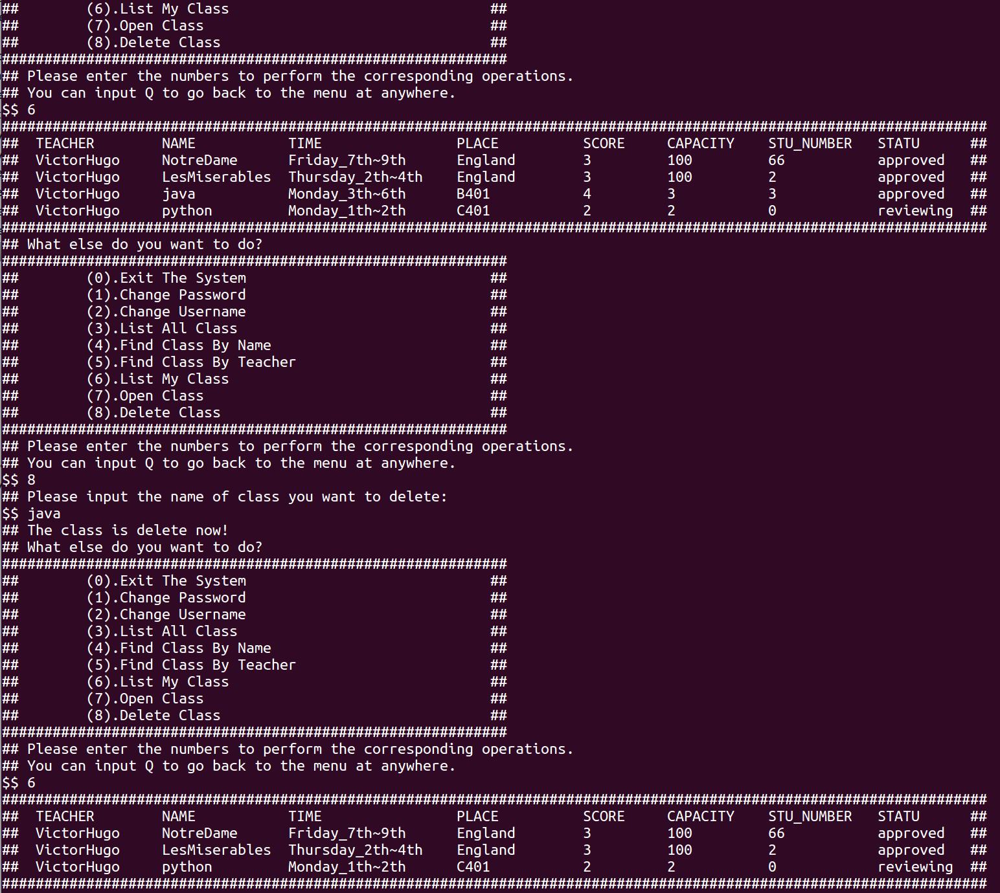 ##        (6).List My Class                               ##
##        (7).Open Class                                  ##
##        (8).Delete Class                                ##
############################################################
## Please enter the numbers to perform the corresponding operations.
## You can input Q to go back to the menu at anywhere.
$$ 6
#####################################################################################################################
##  TEACHER        NAME           TIME                PLACE          SCORE     CAPACITY    STU_NUMBER   STATU      ##
##  VictorHugo     NotreDame      Friday_7th~9th      England        3         100         66           approved   ##
##  VictorHugo     LesMiserables  Thursday_2th~4th    England        3         100         2            approved   ##
##  VictorHugo     java           Monday_3th~6th      B401           4         3           3            approved   ##
##  VictorHugo     python         Monday_1th~2th      C401           2         2           0            reviewing  ##
#####################################################################################################################
## What else do you want to do?
############################################################
##        (0).Exit The System                             ##
##        (1).Change Password                             ##
##        (2).Change Username                             ##
##        (3).List All Class                              ##
##        (4).Find Class By Name                          ##
##        (5).Find Class By Teacher                       ##
##        (6).List My Class                               ##
##        (7).Open Class                                  ##
##        (8).Delete Class                                ##
############################################################
## Please enter the numbers to perform the corresponding operations.
## You can input Q to go back to the menu at anywhere.
$$ 8
## Please input the name of class you want to delete:
$$ java
## The class is delete now!
## What else do you want to do?
############################################################
##        (0).Exit The System                             ##
##        (1).Change Password                             ##
##        (2).Change Username                             ##
##        (3).List All Class                              ##
##        (4).Find Class By Name                          ##
##        (5).Find Class By Teacher                       ##
##        (6).List My Class                               ##
##        (7).Open Class                                  ##
##        (8).Delete Class                                ##
############################################################
## Please enter the numbers to perform the corresponding operations.
## You can input Q to go back to the menu at anywhere.
$$ 6
#####################################################################################################################
##  TEACHER        NAME           TIME                PLACE          SCORE     CAPACITY    STU_NUMBER   STATU      ##
##  VictorHugo     NotreDame      Friday_7th~9th      England        3         100         66           approved   ##
##  VictorHugo     LesMiserables  Thursday_2th~4th    England        3         100         2            approved   ##
##  VictorHugo     python         Monday_1th~2th      C401           2         2           0            reviewing  ##
#####################################################################################################################